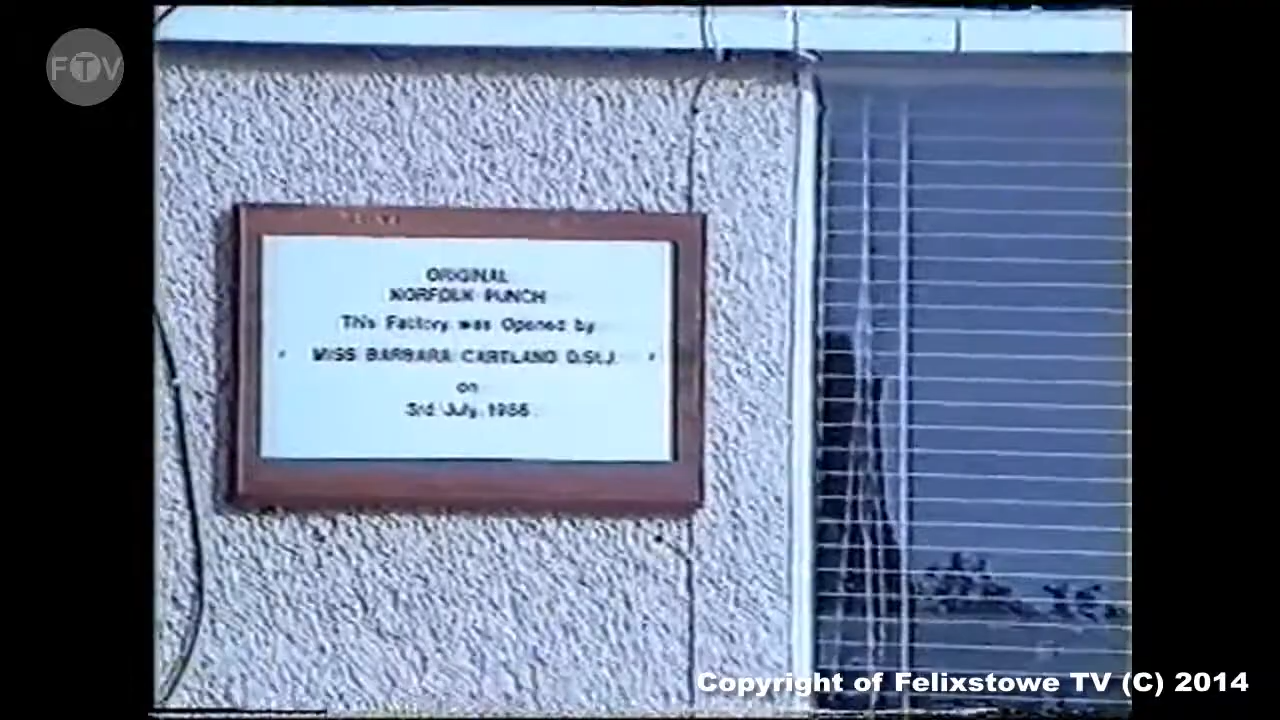 FTV
ORIGINAL
NORFOLK PUNCH
This Factory was Opened by
MISS BARBARA CARTLAND D.St.J.
on
3rd July, 1986
Copyright of Felixstowe TV (C) 2014